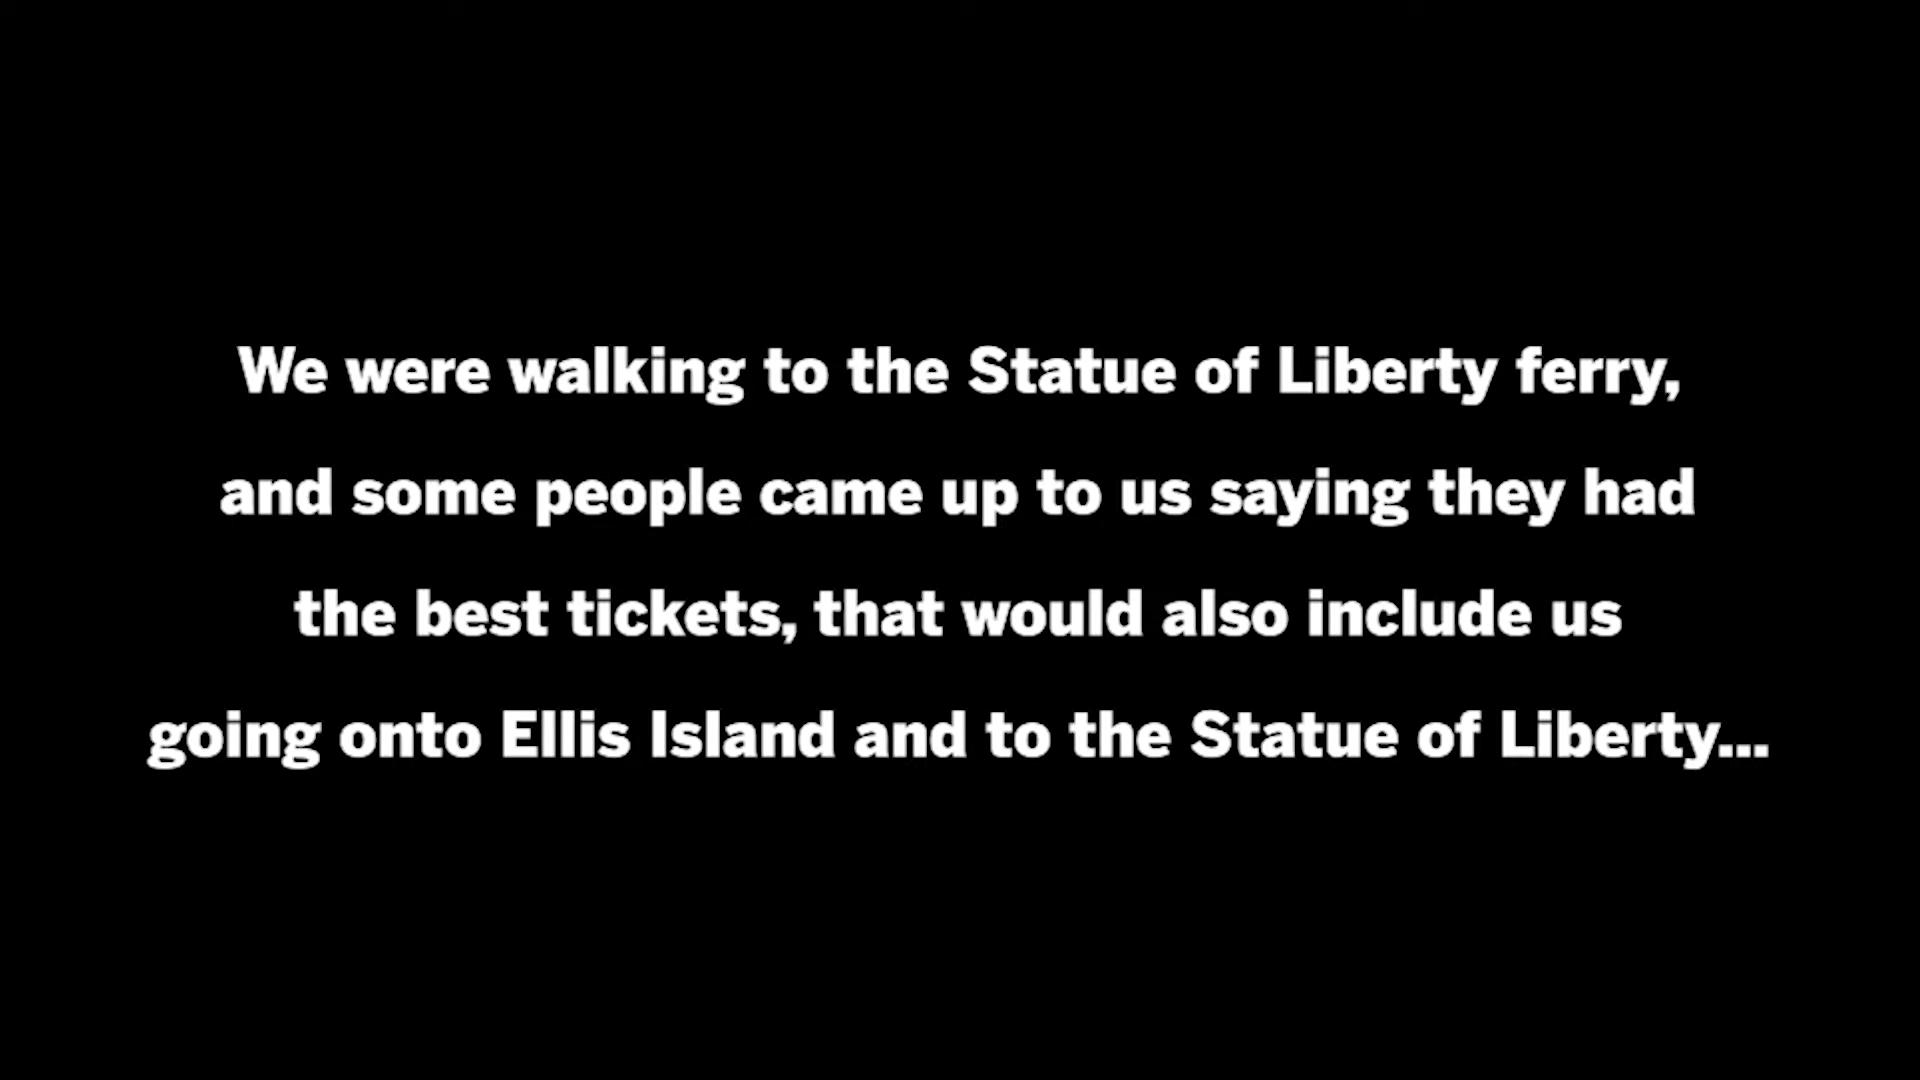 We were walking to the Statue of Liberty ferry,
and some people came up to us saying they had
the best tickets, that would also include us
going onto Ellis Island and to the Statue of Liberty...